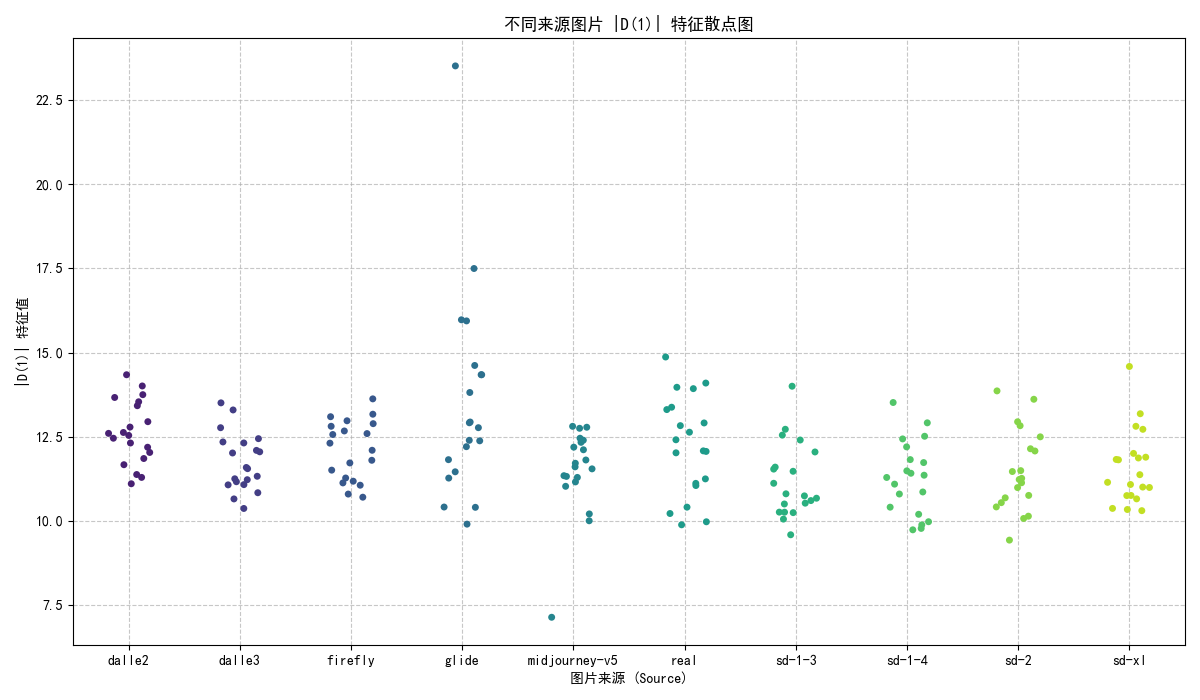 不同来源图片 |D(1)| 特征散点图
|D(1)| 特征值
22.5
20.0
17.5
15.0
12.5
10.0
7.5
dalle2 dalle3 firefly glide midjourney-v5 real sd-1-3 sd-1-4 sd-2 sd-xl
图片来源 (Source)